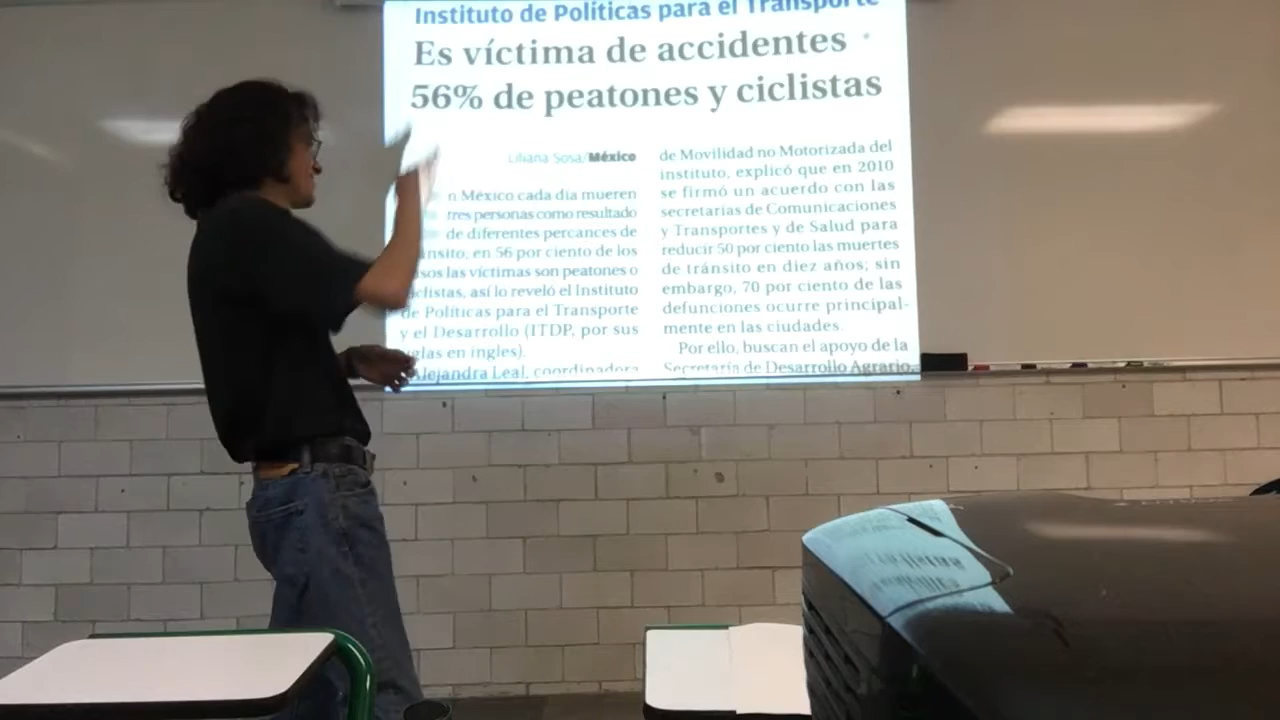 Instituto de Políticas para el Transporte
Es víctima de accidentes
56% de peatones y ciclistas
Liliana Sosa/México
n México cada día mueren
tres personas como resultado
de diferentes percances de
ánsito, en 56 por ciento de los
sos las víctimas son peatones o
clistas, así lo reveló el Instituto
de Políticas para el Transporte
y el Desarrollo (ITDP, por sus
glas en ingles).
Alejandra Leal, coordinadora
de Movilidad no Motorizada del
instituto, explicó que en 2010
se firmó un acuerdo con las
secretarías de Comunicaciones
y Transportes y de Salud para
reducir 50 por ciento las muertes
de tránsito en diez años; sin
embargo, 70 por ciento de las
defunciones ocurre principal-
mente en las ciudades.
Por ello, buscan el apoyo de la
Secretaría de Desarrollo Agrario,